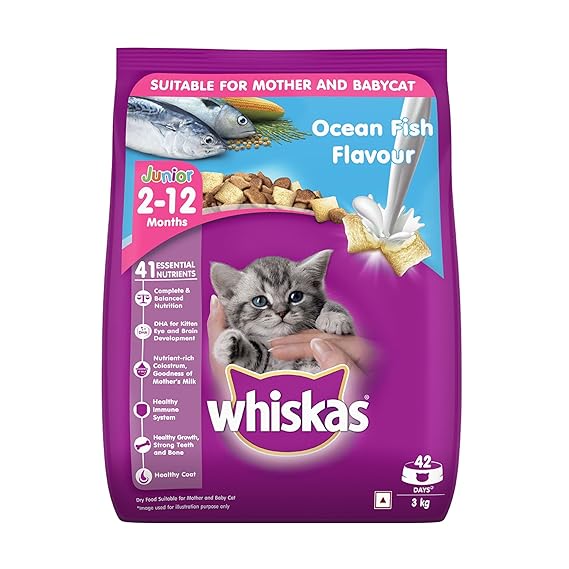 SUITABLE FOR MOTHER AND BABYCAT
Ocean Fish
Flavour
Junior
2-12
Months
41 ESSENTIAL
NUTRIENTS
Complete &
Balanced
Nutrition
DHA
DHA for Kitten
Eye and Brain
Development
Nutrient-rich
Colostrum,
Goodness of
Mother's Milk
Healthy
Immune
System
Healthy Growth,
Strong Teeth
and Bone
Healthy Coat
whiskas®
Dry Food Suitable for Mother and Baby Cat
*Image used for illustration purpose only
42
DAYS
3 kg